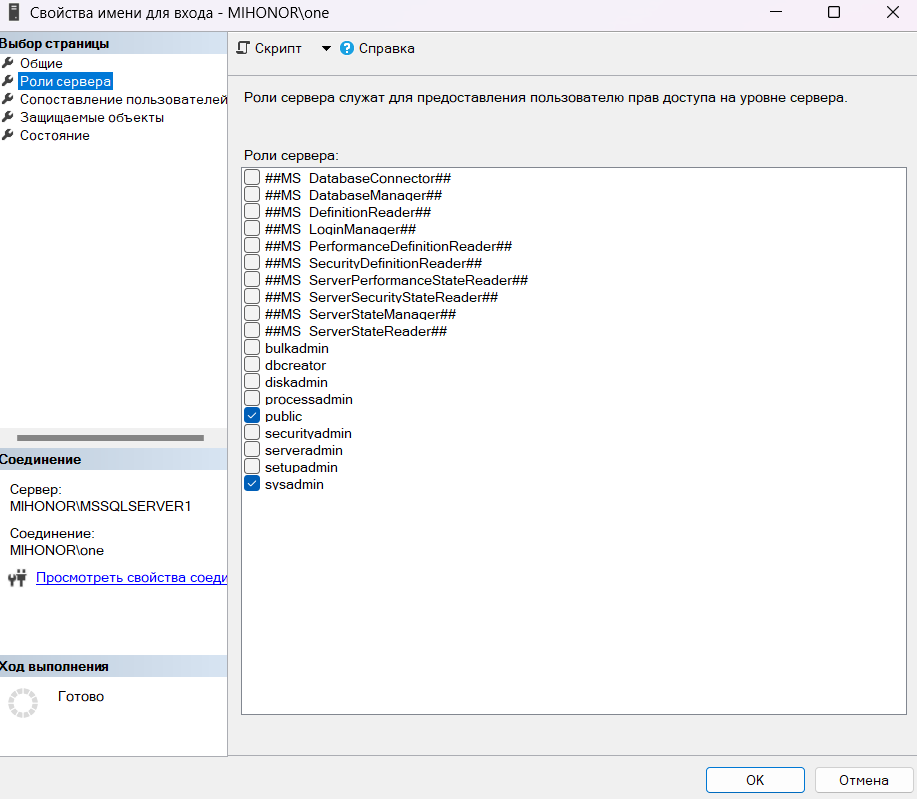 Свойства имени для входа - MIHONOR\one
Выбор страницы
Общие
Роли сервера
Сопоставление пользователей
Защищаемые объекты
Состояние
Соединение
Сервер:
MIHONOR\MSSQLSERVER1
Соединение:
MIHONOR\one
Просмотреть свойства соеди
Ход выполнения
Готово
Скрипт
Справка
Роли сервера служат для предоставления пользователю прав доступа на уровне сервера.
Роли сервера:
##MS_DatabaseConnector##
##MS_DatabaseManager##
##MS_DefinitionReader##
##MS_LoginManager##
##MS_PerformanceDefinitionReader##
##MS_SecurityDefinitionReader##
##MS_ServerPerformanceStateReader##
##MS_ServerSecurityStateReader##
##MS_ServerStateManager##
##MS_ServerStateReader##
bulkadmin
dbcreator
diskadmin
processadmin
public
securityadmin
serveradmin
setupadmin
sysadmin
OK
Отмена